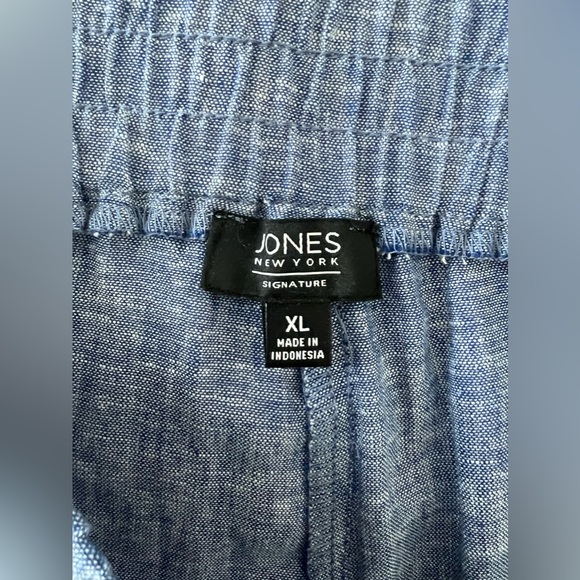 JONES
NEW YORK
SIGNATURE
XL
MADE IN
INDONESIA